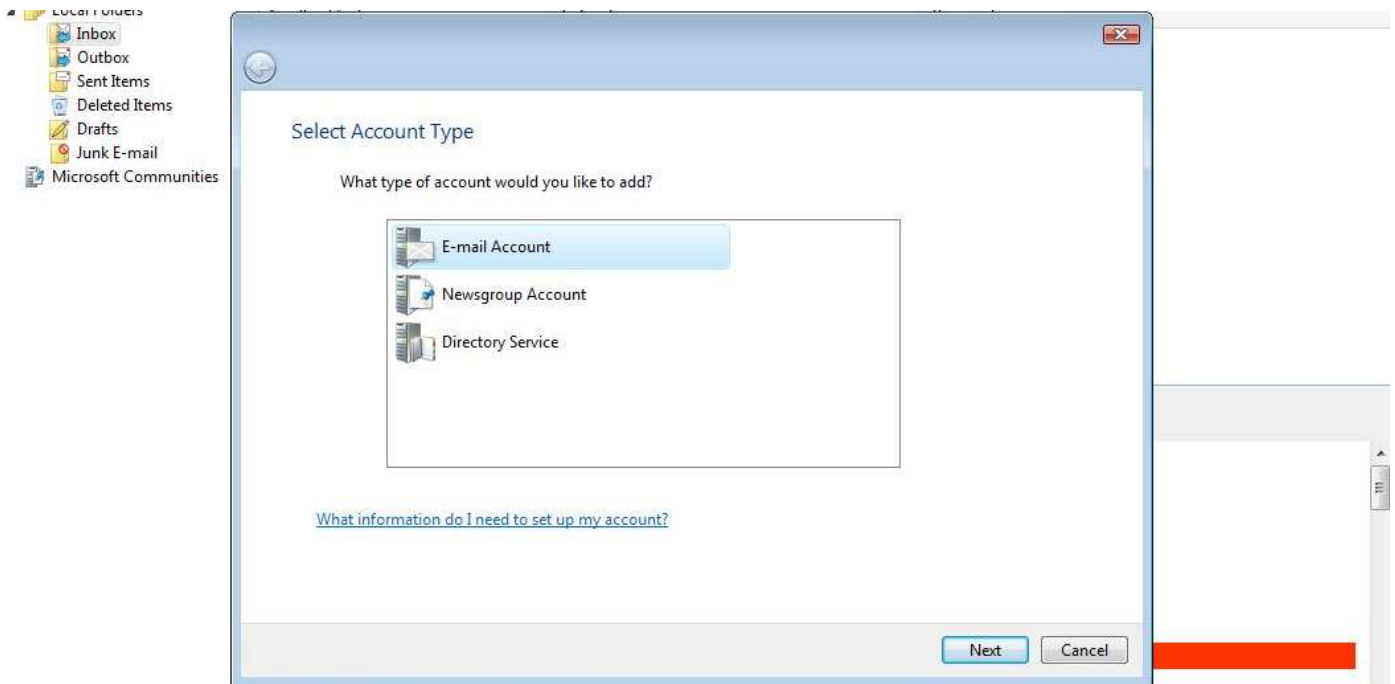 Local Folders
Inbox
Outbox
Sent Items
Deleted Items
Drafts
Junk E-mail
Microsoft Communities
Select Account Type
What type of account would you like to add?
E-mail Account
Newsgroup Account
Directory Service
What information do I need to set up my account?
Next
Cancel